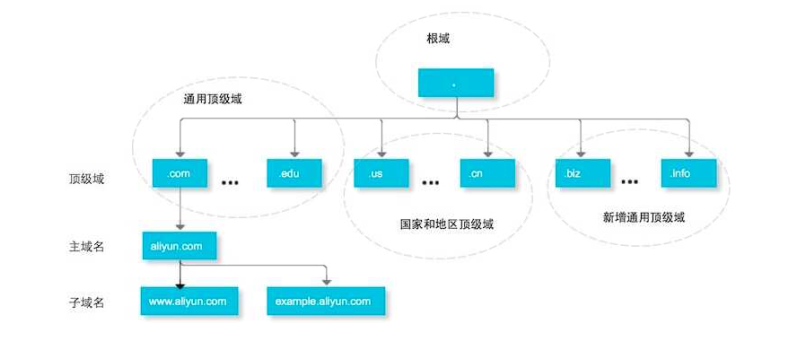 根域
.
通用顶级域
顶级域
.com
...
.edu
.us
...
.cn
.biz
...
.info
国家和地区顶级域
新增通用顶级域
主域名
aliyun.com
子域名
www.aliyun.com
example.aliyun.com